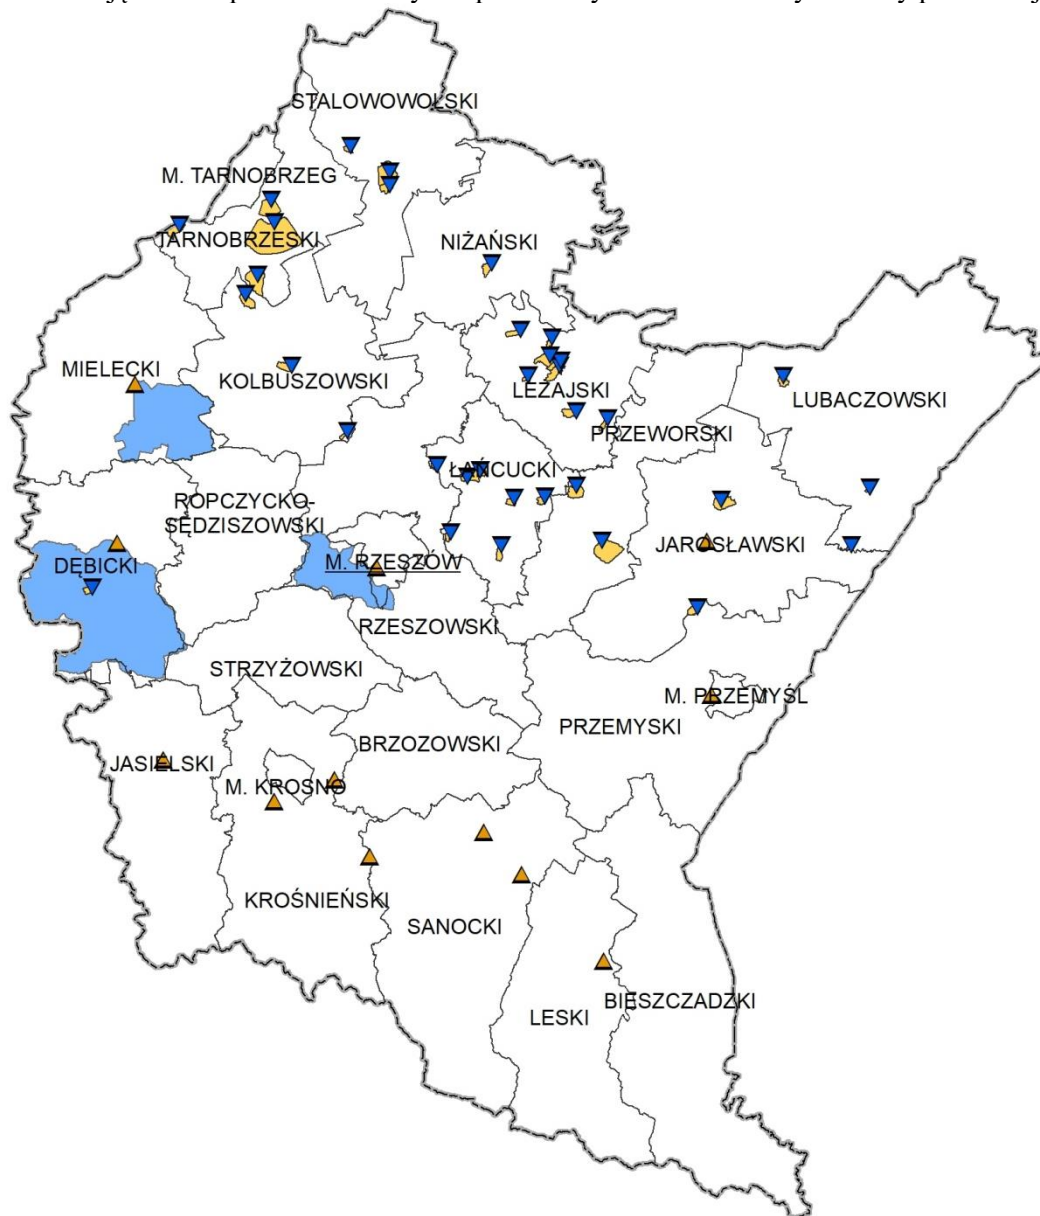 STALOWOWOLSKI
M. TARNOBRZEG
TARNOBRZESKI
NIŻAŃSKI
MIELECKI
KOLBUSZOWSKI
LEŻAJSKI
LUBACZOWSKI
PRZEWORSKI
ŁAŃCUCKI
ROPCZYCKO-
SĘDZISZOWSKI
JAROSŁAWSKI
DĘBICKI
M. RZESZÓW
RZESZOWSKI
STRZYŻOWSKI
M. PRZEMYŚL
PRZEMYSKI
BRZOZOWSKI
JASIELSKI
M. KROSNO
KROŚNIEŃSKI
SANOCKI
BIESZCZADZKI
LESKI